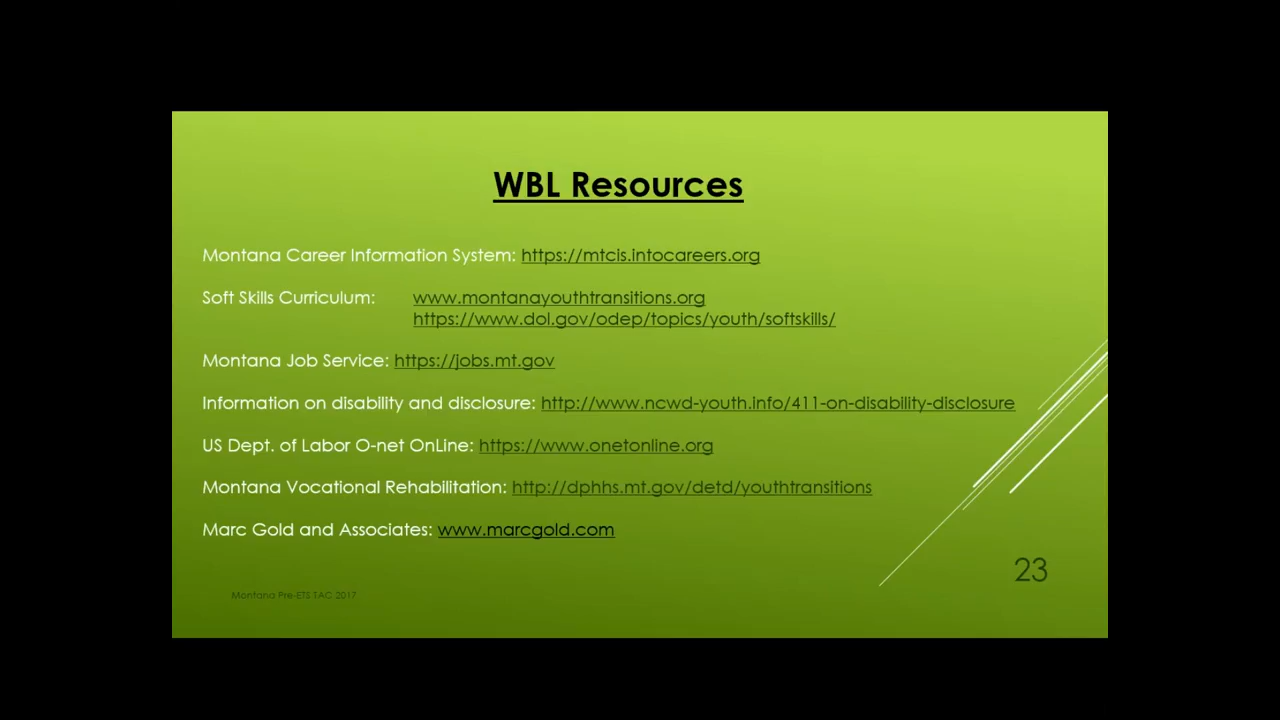 WBL Resources
Montana Career Information System: https://mtcis.intocareers.org
Soft Skills Curriculum: www.montanayouthtransitions.org
https://www.dol.gov/odep/topics/youth/softskills/
Montana Job Service: https://jobs.mt.gov
Information on disability and disclosure: http://www.ncwd-youth.info/411-on-disability-disclosure
US Dept. of Labor O-net OnLine: https://www.onetonline.org
Montana Vocational Rehabilitation: http://dphhs.mt.gov/detd/youthtransitions
Marc Gold and Associates: www.marcgold.com
23
Montana Pre-ETS TAC 2017